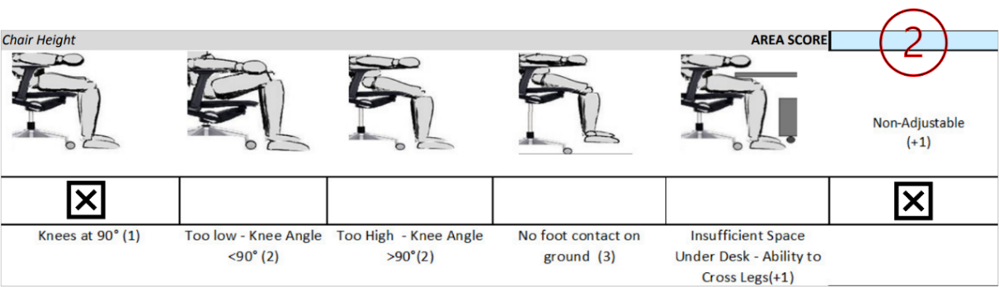 Chair Height AREA SCORE 2
Non-Adjustable
(+1)
Knees at 90° (1)
Too low - Knee Angle
<90° (2)
Too High - Knee Angle
>90°(2)
No foot contact on
ground (3)
Insufficient Space
Under Desk - Ability to
Cross Legs(+1)